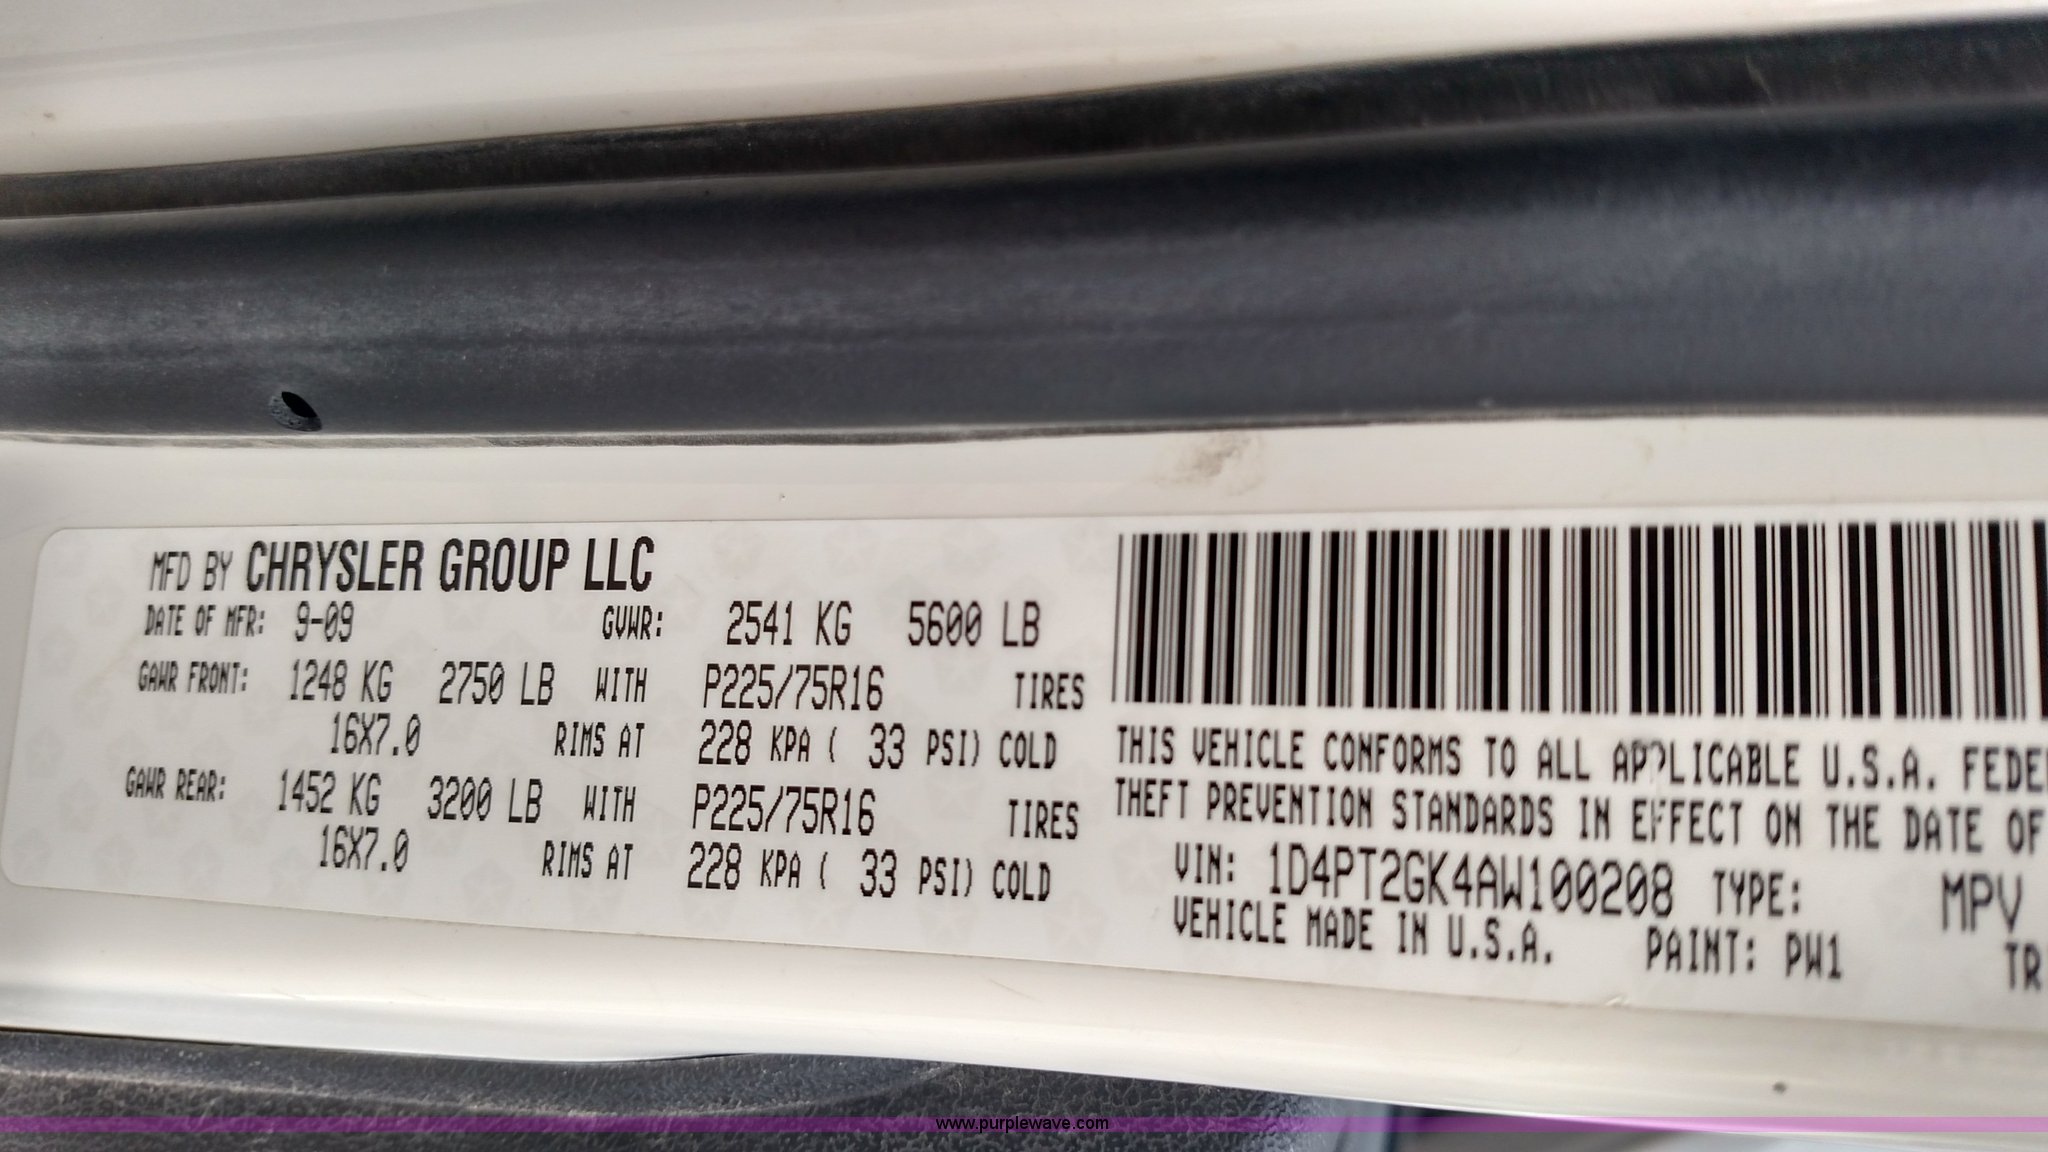 MFD BY CHRYSLER GROUP LLC
DATE OF MFR: 9-09 GVWR: 2541 KG 5600 LB
GAWR FRONT: 1248 KG 2750 LB WITH P225/75R16 TIRES
16X7.0 RIMS AT 228 KPA ( 33 PSI) COLD
GAWR REAR: 1452 KG 3200 LB WITH P225/75R16 TIRES
16X7.0 RIMS AT 228 KPA ( 33 PSI) COLD
THIS VEHICLE CONFORMS TO ALL APPLICABLE U.S.A. FEDE
THEFT PREVENTION STANDARDS IN EFFECT ON THE DATE OF
VIN: 1D4PT2GK4AW100208 TYPE: MPV
VEHICLE MADE IN U.S.A. PAINT: PW1 TR
www.purplewave.com